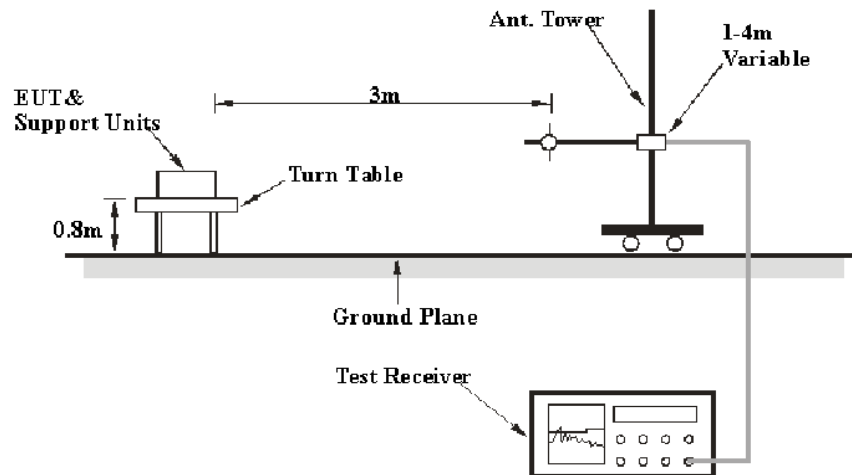 Ant. Tower
1-4m
Variable
3m
EUT &
Support Units
Turn Table
0.8m
Ground Plane
Test Receiver